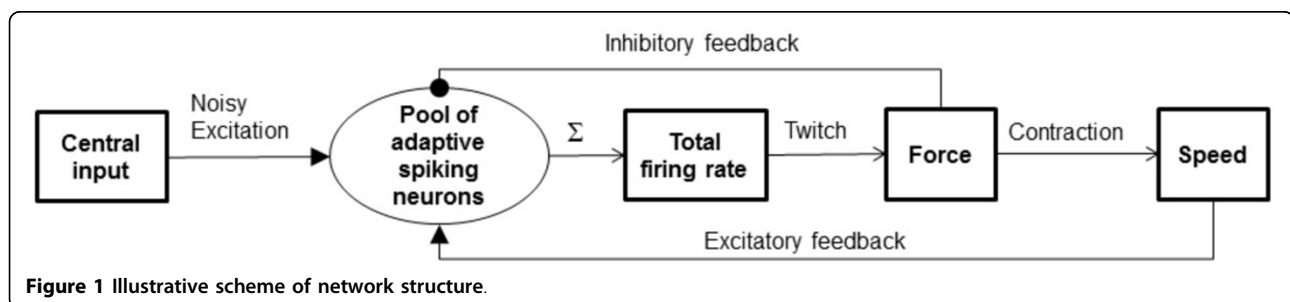 Inhibitory feedback
Noisy
Excitation
Central
input
Pool of
adaptive
spiking
neurons
Σ
Total
firing rate
Twitch
Force
Contraction
Speed
Excitatory feedback
Figure 1 Illustrative scheme of network structure.